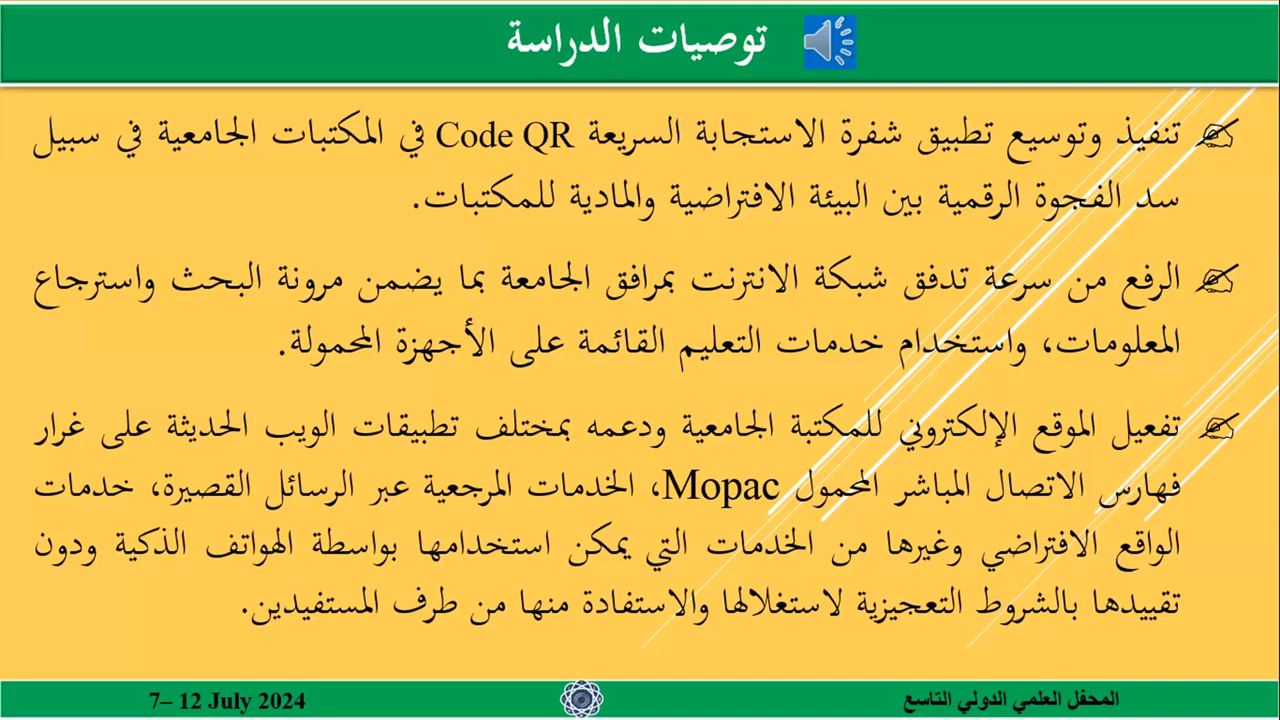 توصيات الدراسة
تنفيذ وتوسيع تطبيق شفرة الاستجابة السريعة Code QR في المكتبات الجامعية في سبيل
سد الفجوة الرقمية بين البيئة الافتراضية والمادية للمكتبات.
الرفع من سرعة تدفق شبكة الانترنت بمرافق الجامعة بما يضمن مرونة البحث واسترجاع
المعلومات، واستخدام خدمات التعليم القائمة على الأجهزة المحمولة.
تفعيل الموقع الإلكتروني للمكتبة الجامعية ودعمه بمختلف تطبيقات الويب الحديثة على غرار
فهارس الاتصال المباشر المحمول Mopac، الخدمات المرجعية عبر الرسائل القصيرة، خدمات
الواقع الافتراضي وغيرها من الخدمات التي يمكن استخدامها بواسطة الهواتف الذكية ودون
تقييدها بالشروط التعجيزية لاستغلالها والاستفادة منها من طرف المستفيدين.
المحفل العلمي الدولي التاسع
7– 12 July 2024